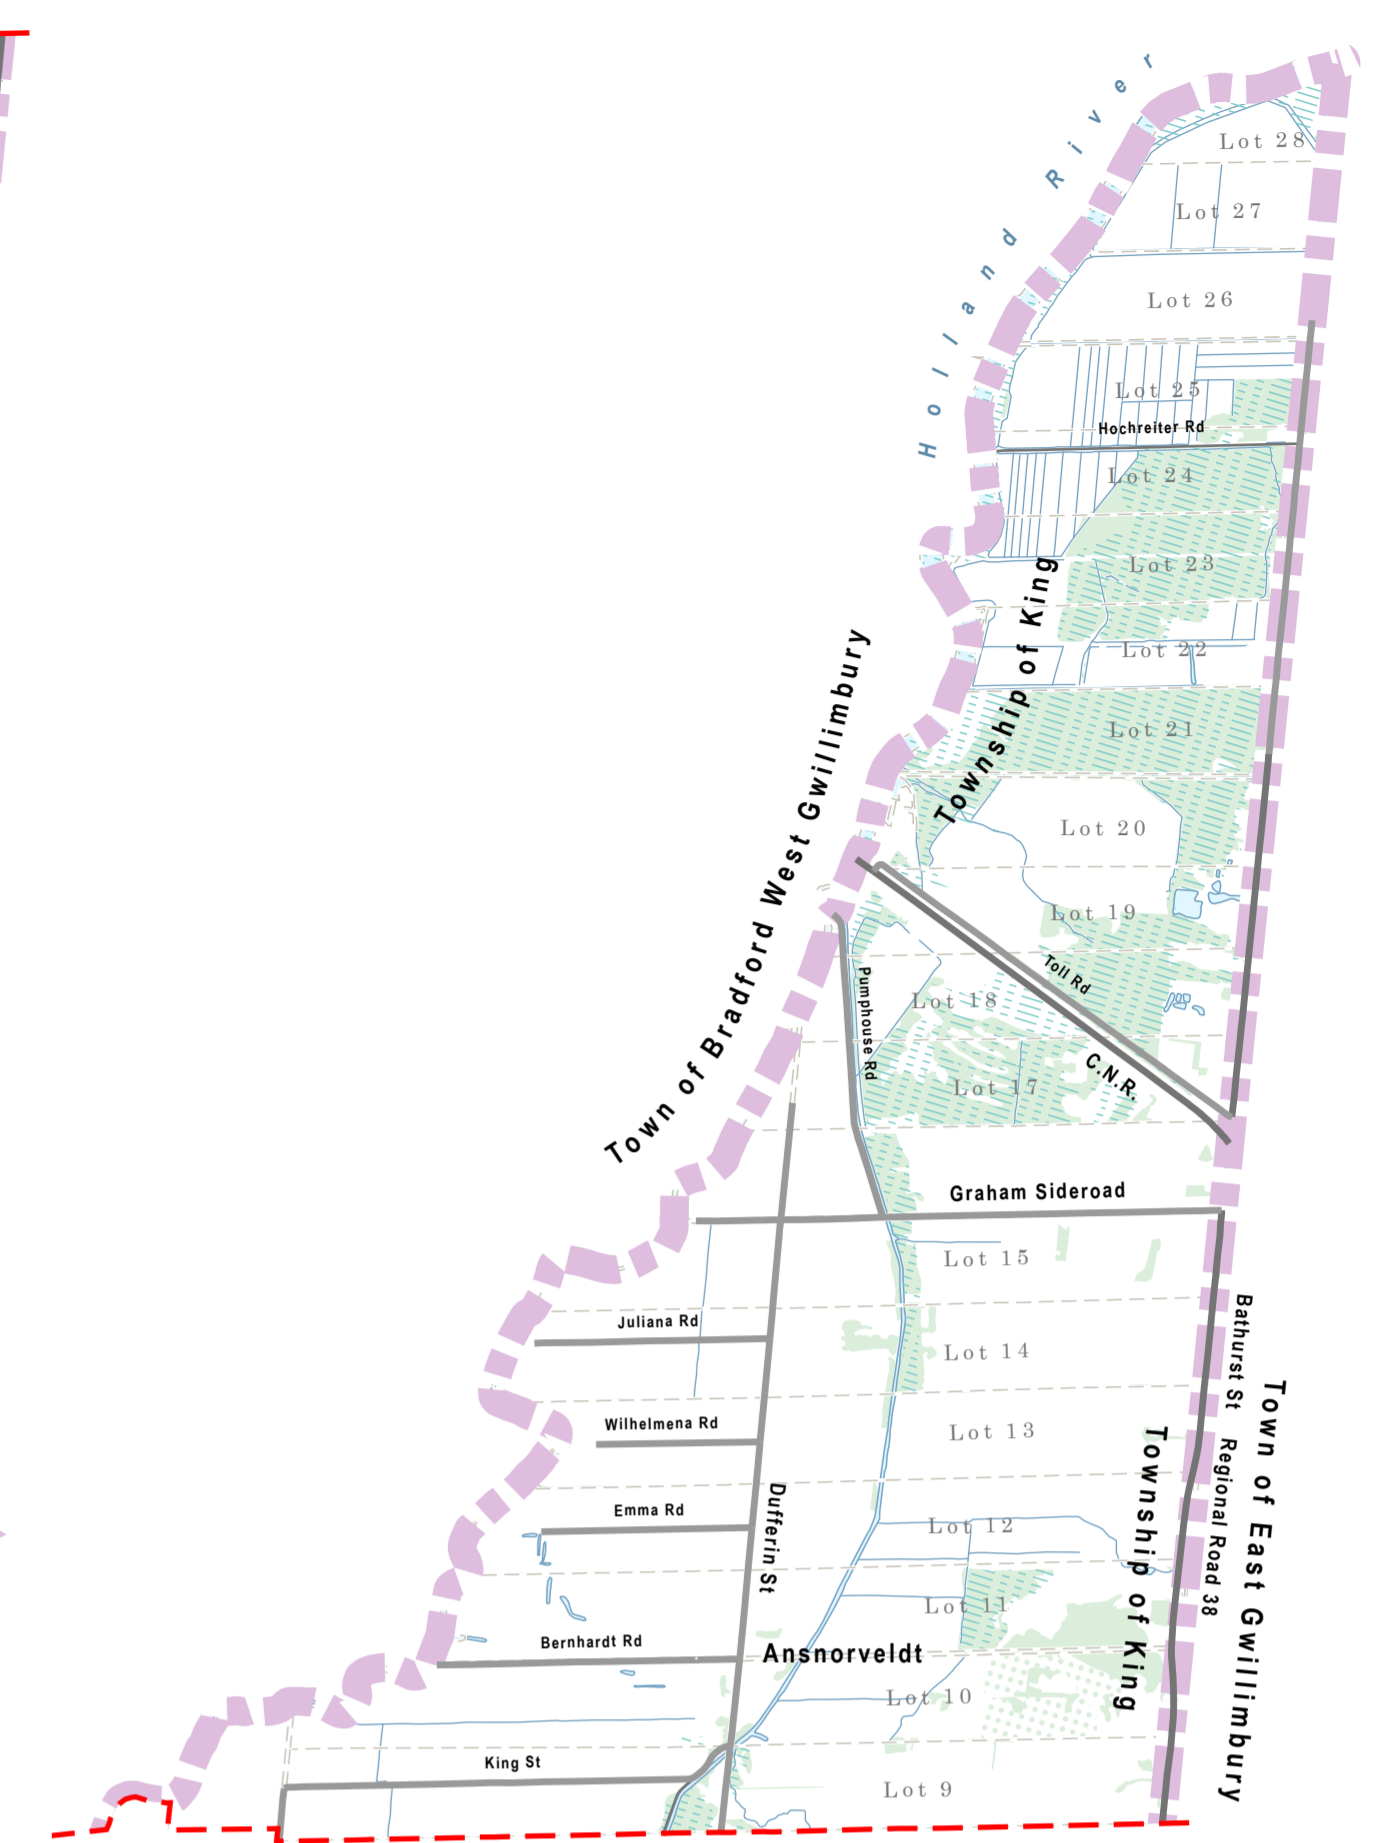 Holland River
Lot 28
Lot 27
Lot 26
Lot 25
Hochreiter Rd
Lot 24
Lot 23
Township of King
Lot 22
Lot 21
Town of Bradford West Gwillimbury
Lot 20
Lot 19
Toll Rd
Pumphouse Rd
Lot 18
C.N.R.
Lot 17
Graham Sideroad
Lot 15
Juliana Rd
Lot 14
Bathurst St Regional Road 38
Town of East Gwillimbury
Wilhelmena Rd
Lot 13
Township of King
Emma Rd
Dufferin St
Lot 12
Lot 11
Bernhardt Rd
Ansnorveldt
Lot 10
King St
Lot 9